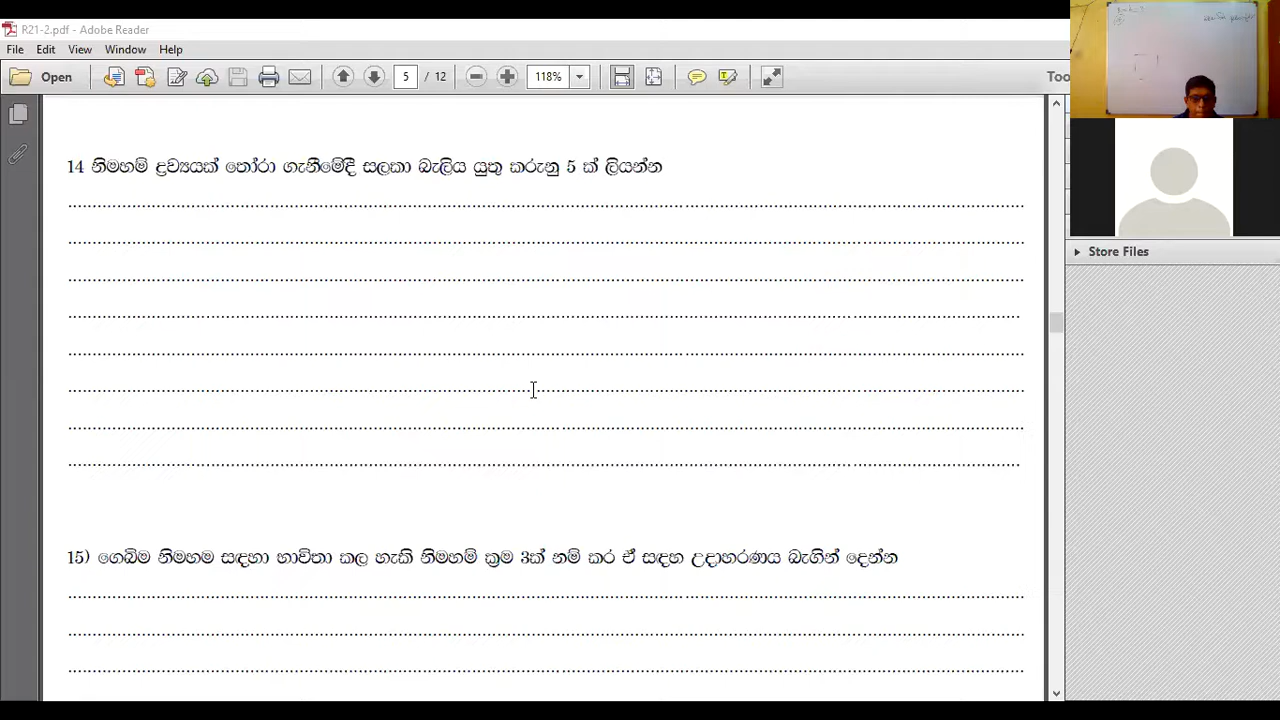 R21-2.pdf - Adobe Reader
File Edit View Window Help
Open 5 / 12 118% Too
14 නිමහම් ද්‍රව්‍යයක් තෝරා ගැනීමේදී සලකා බැලිය යුතු කරුනු 5 ක් ලියන්න
15) ගෙබිම නිමහම සඳහා භාවිතා කල හැකි නිමහම් ක්‍රම 3ක් නම් කර ඒ සඳහ උදාහරණය බැගින් දෙන්න
Store Files